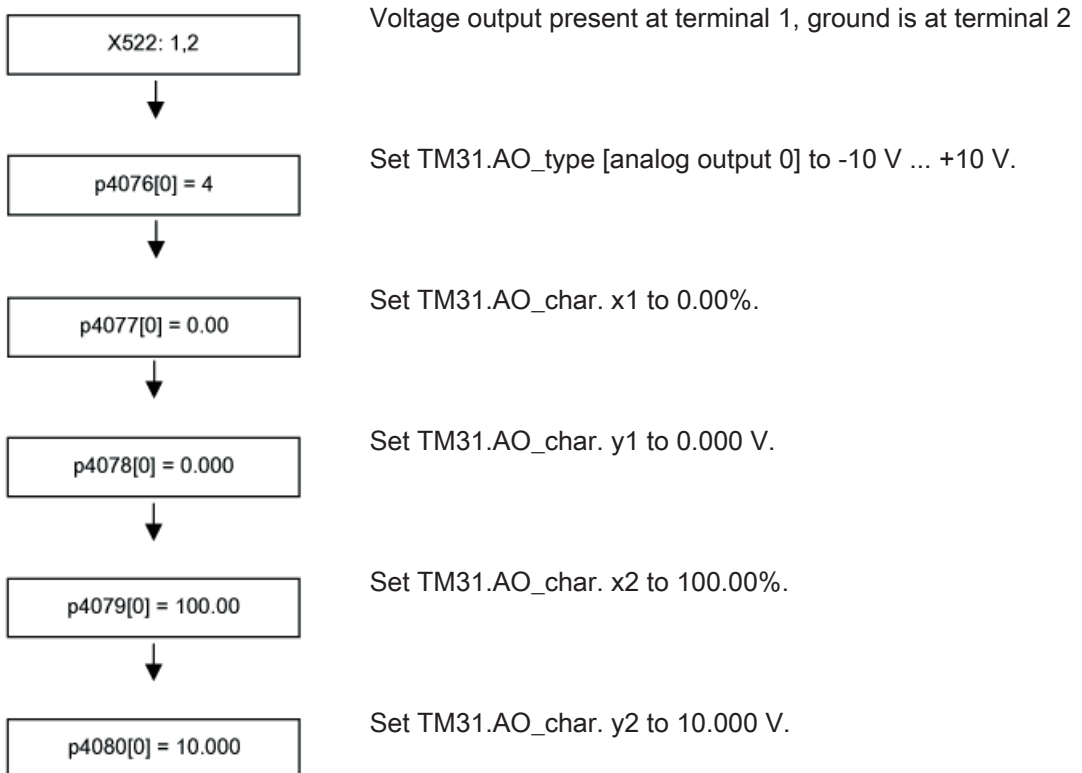 Voltage output present at terminal 1, ground is at terminal 2
X522: 1,2
Set TM31.AO_type [analog output 0] to -10 V ... +10 V.
p4076[0] = 4
Set TM31.AO_char. x1 to 0.00%.
p4077[0] = 0.00
Set TM31.AO_char. y1 to 0.000 V.
p4078[0] = 0.000
Set TM31.AO_char. x2 to 100.00%.
p4079[0] = 100.00
Set TM31.AO_char. y2 to 10.000 V.
p4080[0] = 10.000